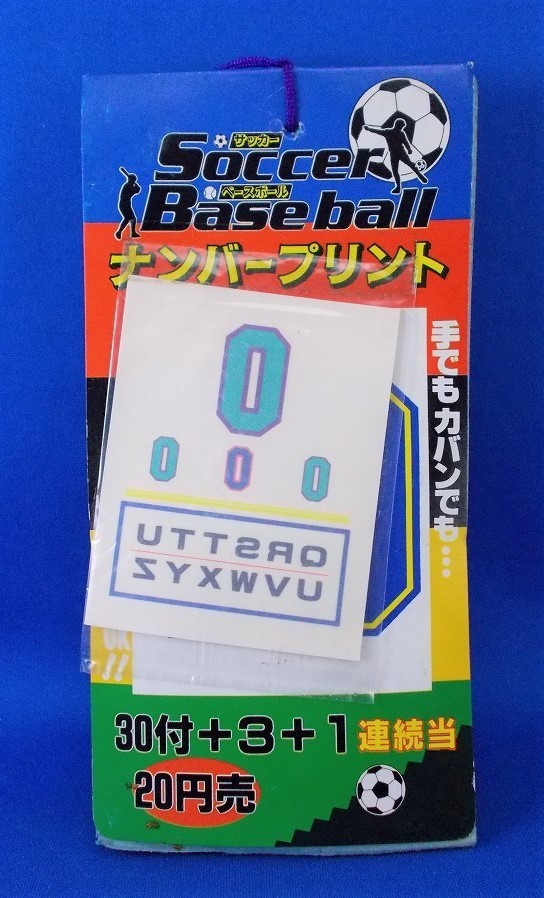 サッカー
Soccer
ベースボール
Baseball
ナンバープリント
手でもカバンでも…
0
0 0 0
QRSTTU
UVWXYZ
OK!!
30付+3+1 連続当
20円売